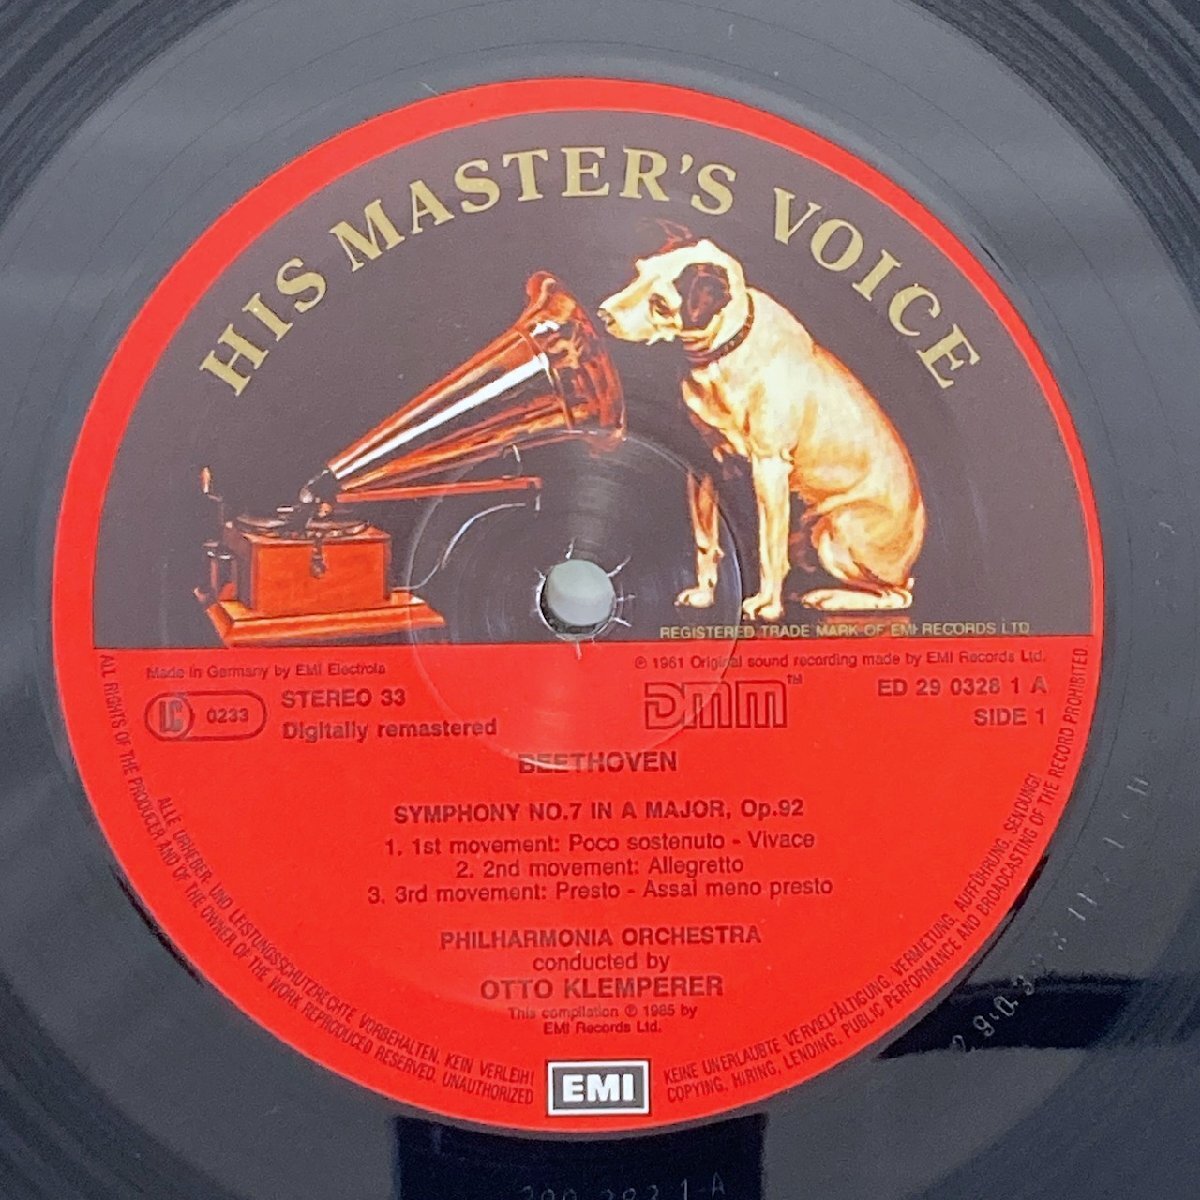 HIS MASTER'S VOICE
REGISTERED TRADE MARK OF EMI RECORDS LTD
Made in Germany by EMI Electrola
℗ 1961 Original sound recording made by EMI Records Ltd.
LC 0233
STEREO 33
Digitally remastered
DMM™
ED 29 0328 1 A
SIDE 1
BEETHOVEN
SYMPHONY NO.7 IN A MAJOR, Op.92
1. 1st movement: Poco sostenuto - Vivace
2. 2nd movement: Allegretto
3. 3rd movement: Presto - Assai meno presto
PHILHARMONIA ORCHESTRA
conducted by
OTTO KLEMPERER
This compilation ℗ 1985 by
EMI Records Ltd.
EMI
ALLE URHEBER- UND LEISTUNGSSCHUTZRECHTE VORBEHALTEN. KEIN VERLEIH! KEINE UNERLAUBTE VERVIELFÄLTIGUNG, VERMIETUNG, AUFFÜHRUNG, SENDUNG!
ALL RIGHTS OF THE PRODUCER AND OF THE OWNER OF THE WORK REPRODUCED RESERVED. UNAUTHORIZED COPYING, HIRING, LENDING, PUBLIC PERFORMANCE AND BROADCASTING OF THE RECORD PROHIBITED